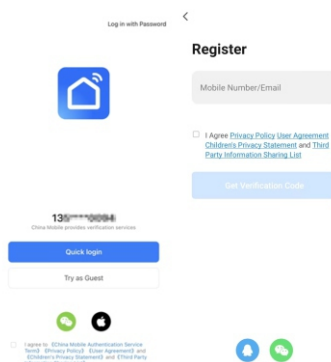 Log in with Password
China Mobile provides verification services
Quick login
Try as Guest
I agree to 《China Mobile Authentication Service
Term》 《Privacy Policy》 《User Agreement》 and
《Children's Privacy Statement》 and 《Third Party
Register
Mobile Number/Email
I Agree Privacy Policy User Agreement
Children's Privacy Statement and Third
Party Information Sharing List
Get Verification Code